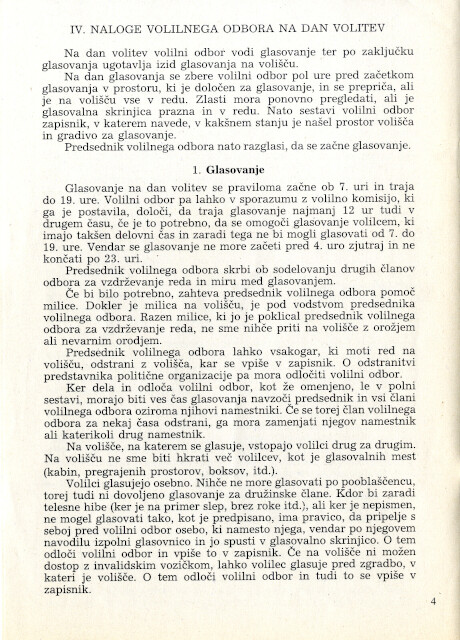 IV. NALOGE VOLILNEGA ODBORA NA DAN VOLITEV
Na dan volitev volilni odbor vodi glasovanje ter po zaključku
glasovanja ugotavlja izid glasovanja na volišču.
Na dan glasovanja se zbere volilni odbor pol ure pred začetkom
glasovanja v prostoru, ki je določen za glasovanje, in se prepriča, ali
je na volišču vse v redu. Zlasti mora ponovno pregledati, ali je
glasovalna skrinjica prazna in v redu. Nato sestavi volilni odbor
zapisnik, v katerem navede, v kakšnem stanju je našel prostor volišča
in gradivo za glasovanje.
Predsednik volilnega odbora nato razglasi, da se začne glasovanje.
1. Glasovanje
Glasovanje na dan volitev se praviloma začne ob 7. uri in traja
do 19. ure. Volilni odbor pa lahko v sporazumu z volilno komisijo, ki
ga je postavila, določi, da traja glasovanje najmanj 12 ur tudi v
drugem času, če je to potrebno, da se omogoči glasovanje volilcem, ki
imajo takšen delovni čas in zaradi tega ne bi mogli glasovati od 7. do
19. ure. Vendar se glasovanje ne more začeti pred 4. uro zjutraj in ne
končati po 23. uri.
Predsednik volilnega odbora skrbi ob sodelovanju drugih članov
odbora za vzdrževanje reda in miru med glasovanjem.
Če bi bilo potrebno, zahteva predsednik volilnega odbora pomoč
milice. Dokler je milica na volišču, je pod vodstvom predsednika
volilnega odbora. Razen milice, ki jo je poklical predsednik volilnega
odbora za vzdrževanje reda, ne sme nihče priti na volišče z orožjem
ali nevarnim orodjem.
Predsednik volilnega odbora lahko vsakogar, ki moti red na
volišču, odstrani z volišča, kar se vpiše v zapisnik. O odstranitvi
predstavnika politične organizacije pa mora odločiti volilni odbor.
Ker dela in odloča volilni odbor, kot že omenjeno, le v polni
sestavi, morajo biti ves čas glasovanja navzoči predsednik in vsi člani
volilnega odbora oziroma njihovi namestniki. Če se torej član volilnega
odbora za nekaj časa odstrani, ga mora zamenjati njegov namestnik
ali katerikoli drug namestnik.
Na volišče, na katerem se glasuje, vstopajo volilci drug za drugim.
Na volišču ne sme biti hkrati več volilcev, kot je glasovalnih mest
(kabin, pregrajenih prostorov, boksov, itd.).
Volilci glasujejo osebno. Nihče ne more glasovati po pooblaščencu,
torej tudi ni dovoljeno glasovanje za družinske člane. Kdor bi zaradi
telesne hibe (ker je na primer slep, brez roke itd.), ali ker je nepismen,
ne mogel glasovati tako, kot je predpisano, ima pravico, da pripelje s
seboj pred volilni odbor osebo, ki namesto njega, vendar po njegovem
navodilu izpolni glasovnico in jo spusti v glasovalno skrinjico. O tem
odloči volilni odbor in vpiše to v zapisnik. Če na volišče ni možen
dostop z invalidskim vozičkom, lahko volilec glasuje pred zgradbo, v
kateri je volišče. O tem odloči volilni odbor in tudi to se vpiše v
zapisnik.
4